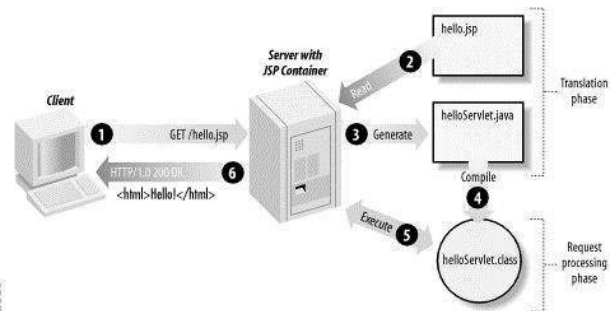 hello.jsp
Server with
JSP Container
2
Read
Translation
phase
Client
1
GET /hello.jsp
3
Generate
helloServlet.java
HTTP/1.0 200 OK
6
<html>Hello!</html>
Compile
4
Execute
5
helloServlet.class
Request
processing
phase